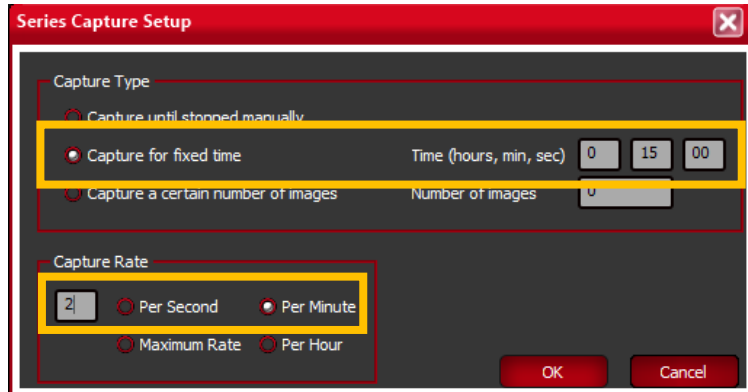 Series Capture Setup
Capture Type
Capture until stopped manually
Capture for fixed time Time (hours, min, sec) 0 15 00
Capture a certain number of images Number of images 0
Capture Rate
2 Per Second Per Minute
Maximum Rate Per Hour
OK Cancel